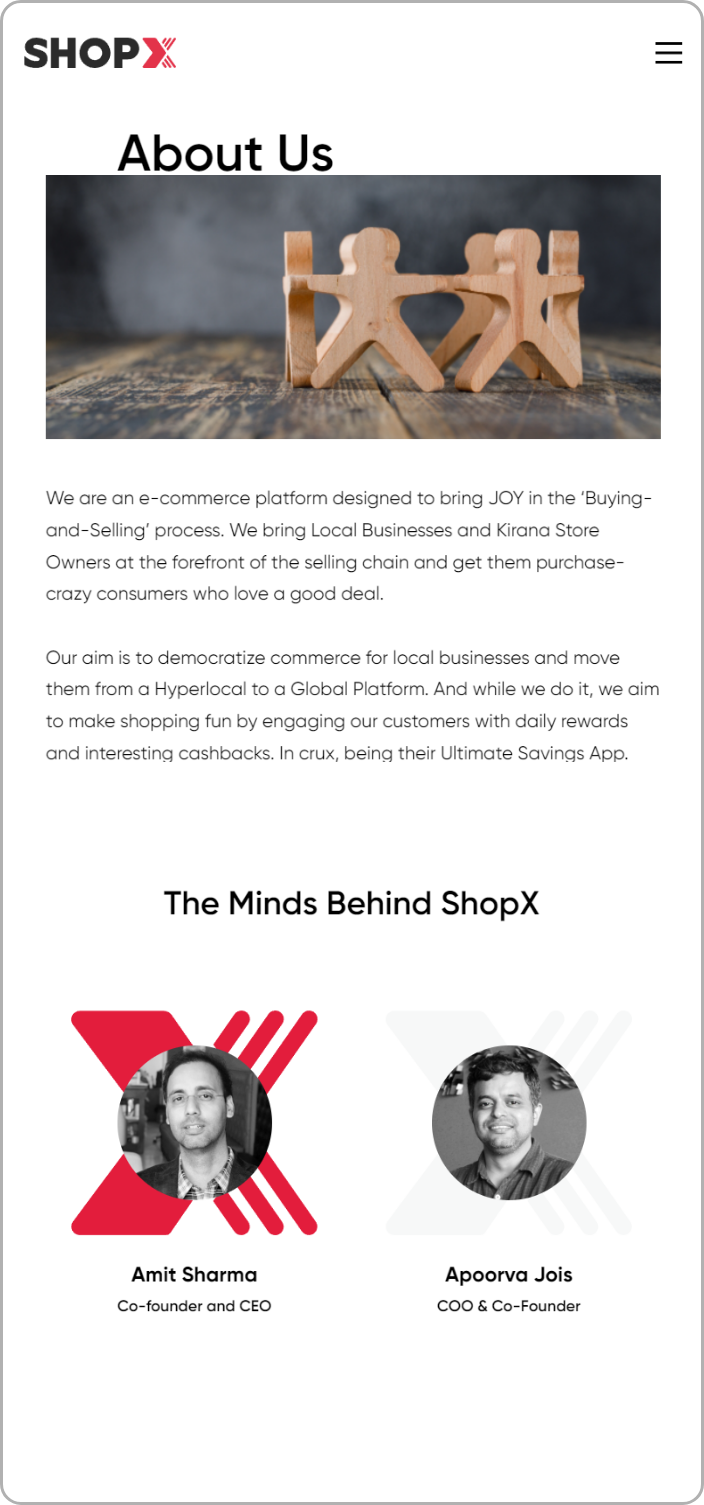 SHOPX
About Us
We are an e-commerce platform designed to bring JOY in the ‘Buying-
and-Selling’ process. We bring Local Businesses and Kirana Store
Owners at the forefront of the selling chain and get them purchase-
crazy consumers who love a good deal.
Our aim is to democratize commerce for local businesses and move
them from a Hyperlocal to a Global Platform. And while we do it, we aim
to make shopping fun by engaging our customers with daily rewards
and interesting cashbacks. In crux, being their Ultimate Savings App.
The Minds Behind ShopX
Amit Sharma
Co-founder and CEO
Apoorva Jois
COO & Co-Founder